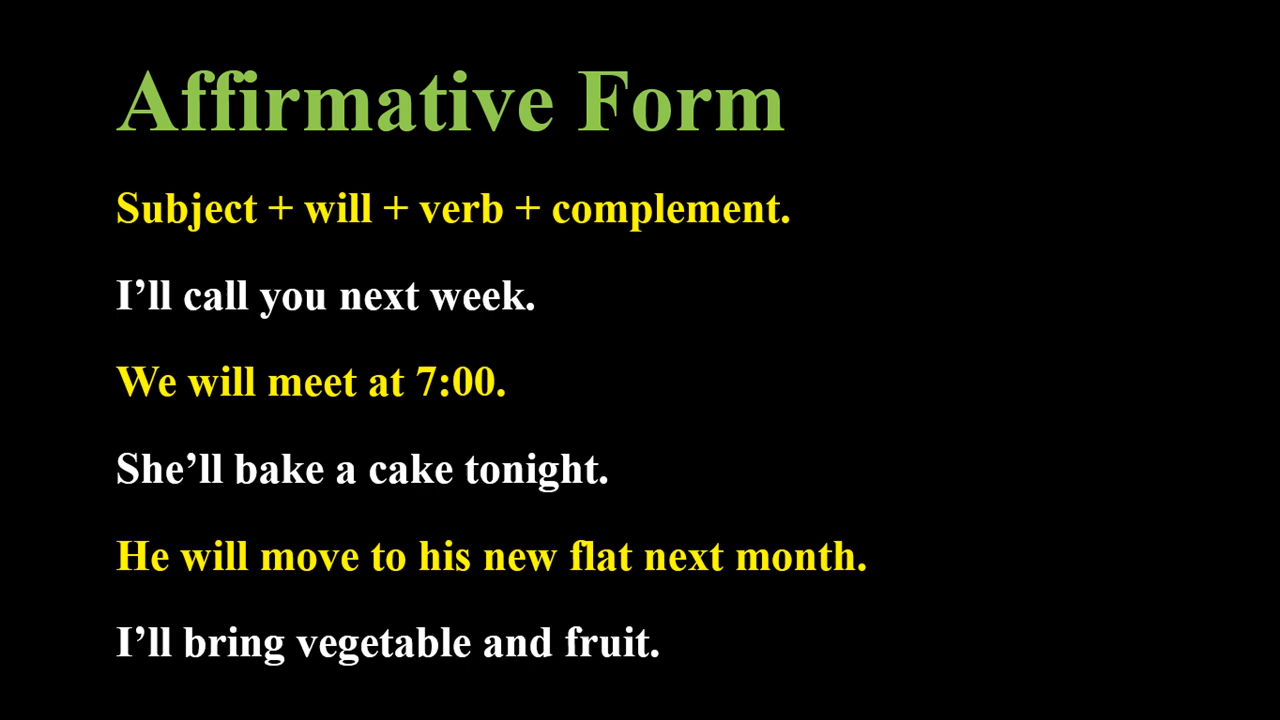 Affirmative Form
Subject + will + verb + complement.
I’ll call you next week.
We will meet at 7:00.
She’ll bake a cake tonight.
He will move to his new flat next month.
I’ll bring vegetable and fruit.